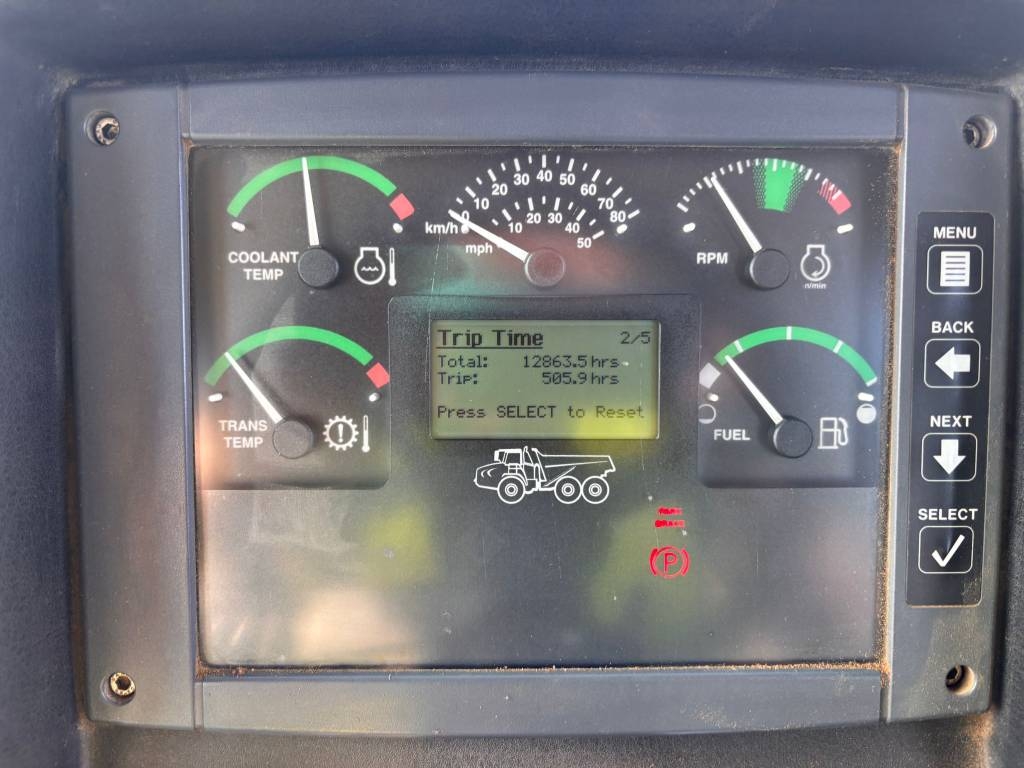 0
10
20
30
40
50
60
70
80
km/h
10
20
30
40
50
mph
COOLANT
TEMP
RPM
n/min
TRANS
TEMP
FUEL
Trip Time 2/5
Total: 12863.5 hrs
Trip: 505.9 hrs
Press SELECT to Reset
PARK
BRAKE
P
MENU
BACK
NEXT
SELECT